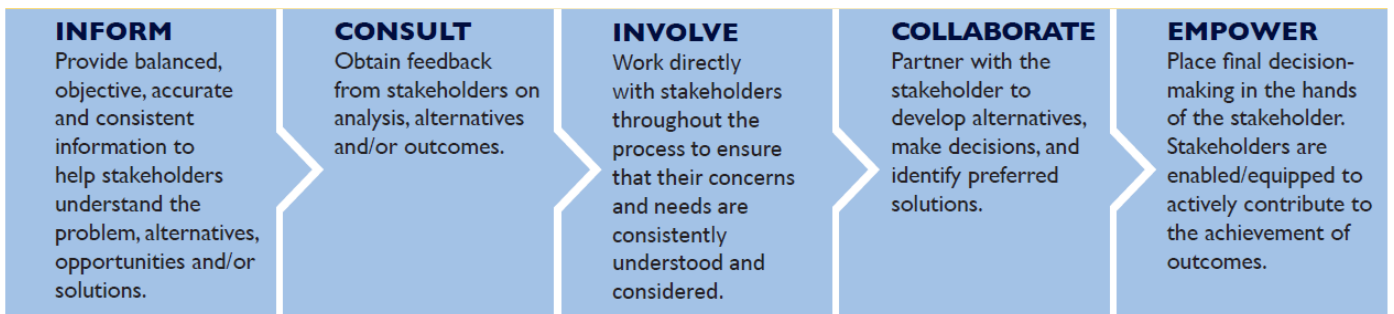 INFORM
Provide balanced,
objective, accurate
and consistent
information to
help stakeholders
understand the
problem, alternatives,
opportunities and/or
solutions.
CONSULT
Obtain feedback
from stakeholders on
analysis, alternatives
and/or outcomes.
INVOLVE
Work directly
with stakeholders
throughout the
process to ensure
that their concerns
and needs are
consistently
understood and
considered.
COLLABORATE
Partner with the
stakeholder to
develop alternatives,
make decisions, and
identify preferred
solutions.
EMPOWER
Place final decision-
making in the hands
of the stakeholder.
Stakeholders are
enabled/equipped to
actively contribute to
the achievement of
outcomes.